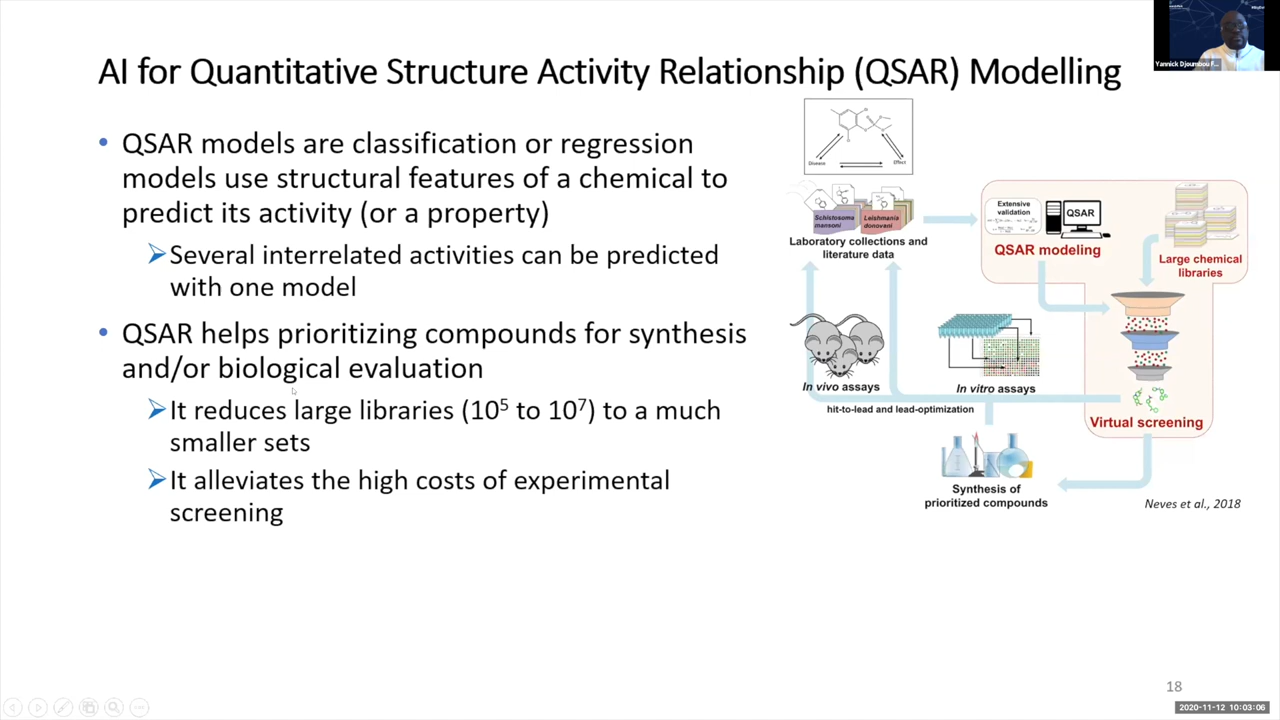 AI for Quantitative Structure Activity Relationship (QSAR) Modelling
• QSAR models are classification or regression
models use structural features of a chemical to
predict its activity (or a property)
Several interrelated activities can be predicted
with one model
• QSAR helps prioritizing compounds for synthesis
and/or biological evaluation
It reduces large libraries (10⁵ to 10⁷) to a much
smaller sets
It alleviates the high costs of experimental
screening
Schistosoma
mansoni
Leishmania
donovani
Laboratory collections and
literature data
Extensive
validation
QSAR
QSAR modeling
Large chemical
libraries
In vivo assays
In vitro assays
hit-to-lead and lead-optimization
Virtual screening
Synthesis of
prioritized compounds
Neves et al., 2018
18
Yannick Djoumbou F...
2020-11-12 10:03:06